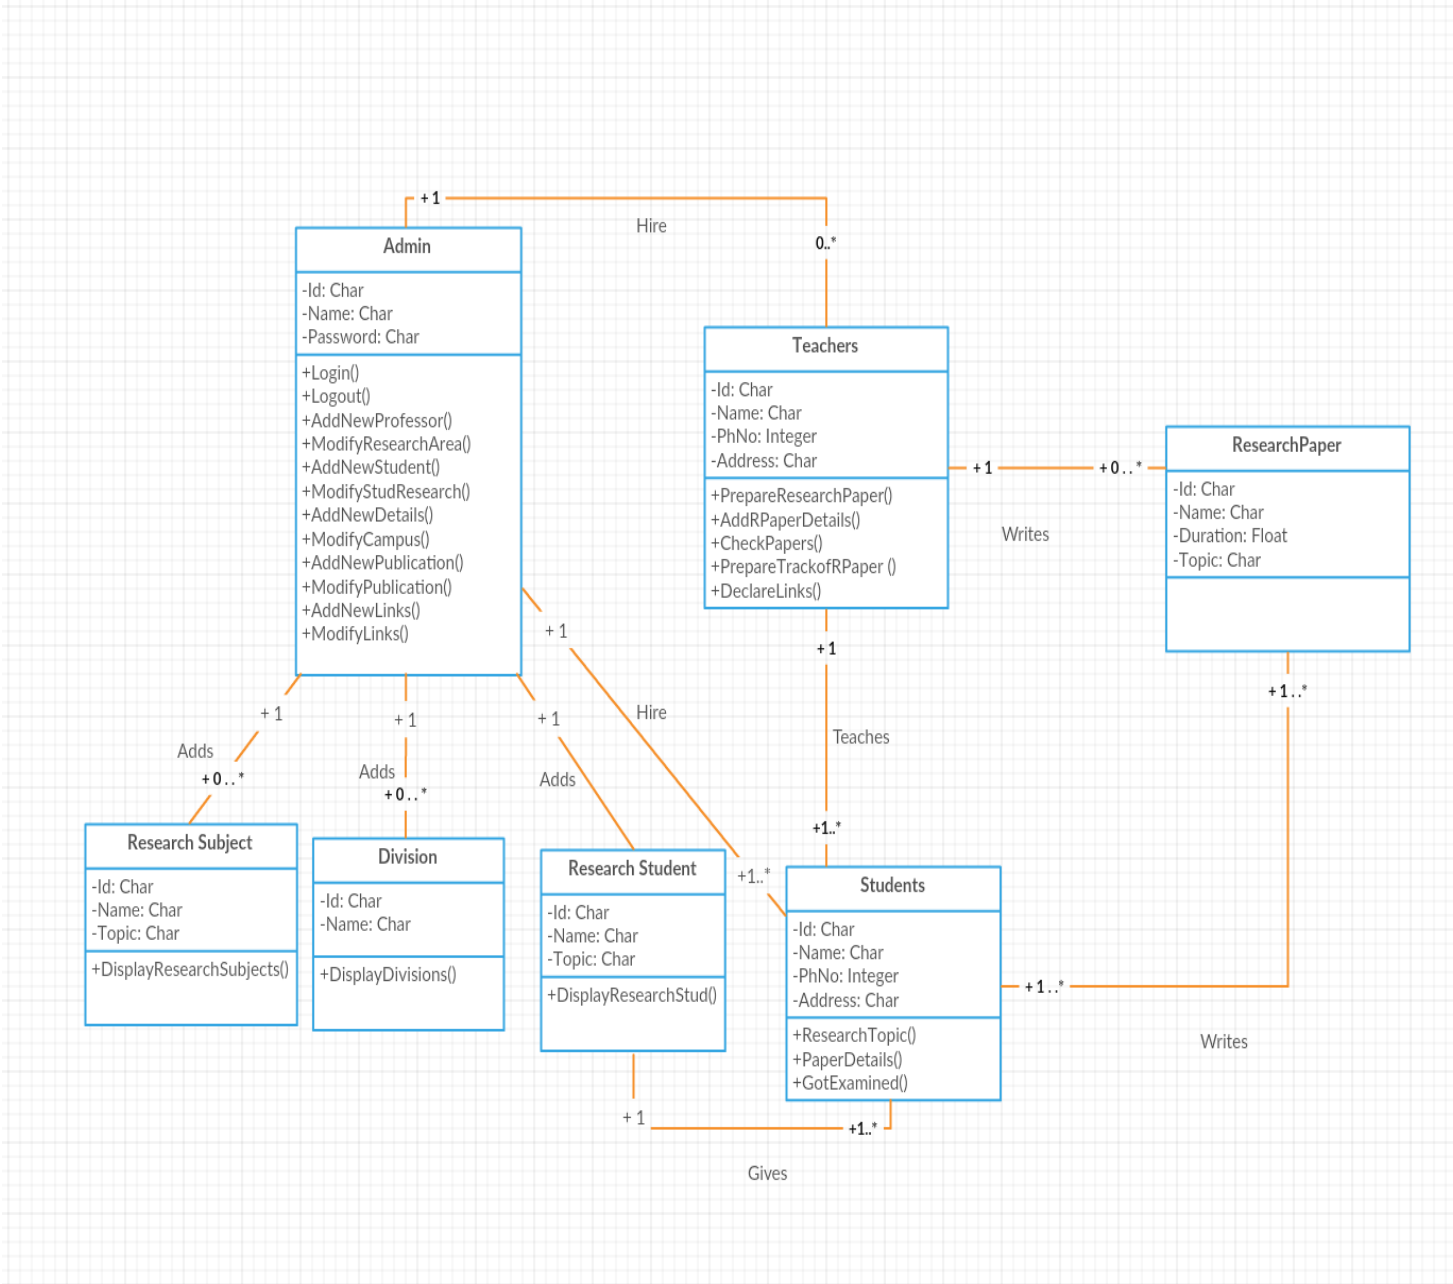 + 1
Hire
0..*
Admin
-Id: Char
-Name: Char
-Password: Char
+Login()
+Logout()
+AddNewProfessor()
+ModifyResearchArea()
+AddNewStudent()
+ModifyStudResearch()
+AddNewDetails()
+ModifyCampus()
+AddNewPublication()
+ModifyPublication()
+AddNewLinks()
+ModifyLinks()
Teachers
-Id: Char
-Name: Char
-PhNo: Integer
-Address: Char
+PrepareResearchPaper()
+AddRPaperDetails()
+CheckPapers()
+PrepareTrackofRPaper ()
+DeclareLinks()
+ 1
+ 0 . . *
Writes
ResearchPaper
-Id: Char
-Name: Char
-Duration: Float
-Topic: Char
+ 1
Hire
+1..*
+ 1
Teaches
+1..*
+ 1 . . *
+ 1
Adds
+ 0 . . *
+ 1
Adds
+ 0 . . *
+ 1
Adds
Research Subject
-Id: Char
-Name: Char
-Topic: Char
+DisplayResearchSubjects()
Division
-Id: Char
-Name: Char
+DisplayDivisions()
Research Student
-Id: Char
-Name: Char
-Topic: Char
+DisplayResearchStud()
Students
-Id: Char
-Name: Char
-PhNo: Integer
-Address: Char
+ResearchTopic()
+PaperDetails()
+GotExamined()
+ 1 . . *
Writes
+ 1
+1..*
Gives